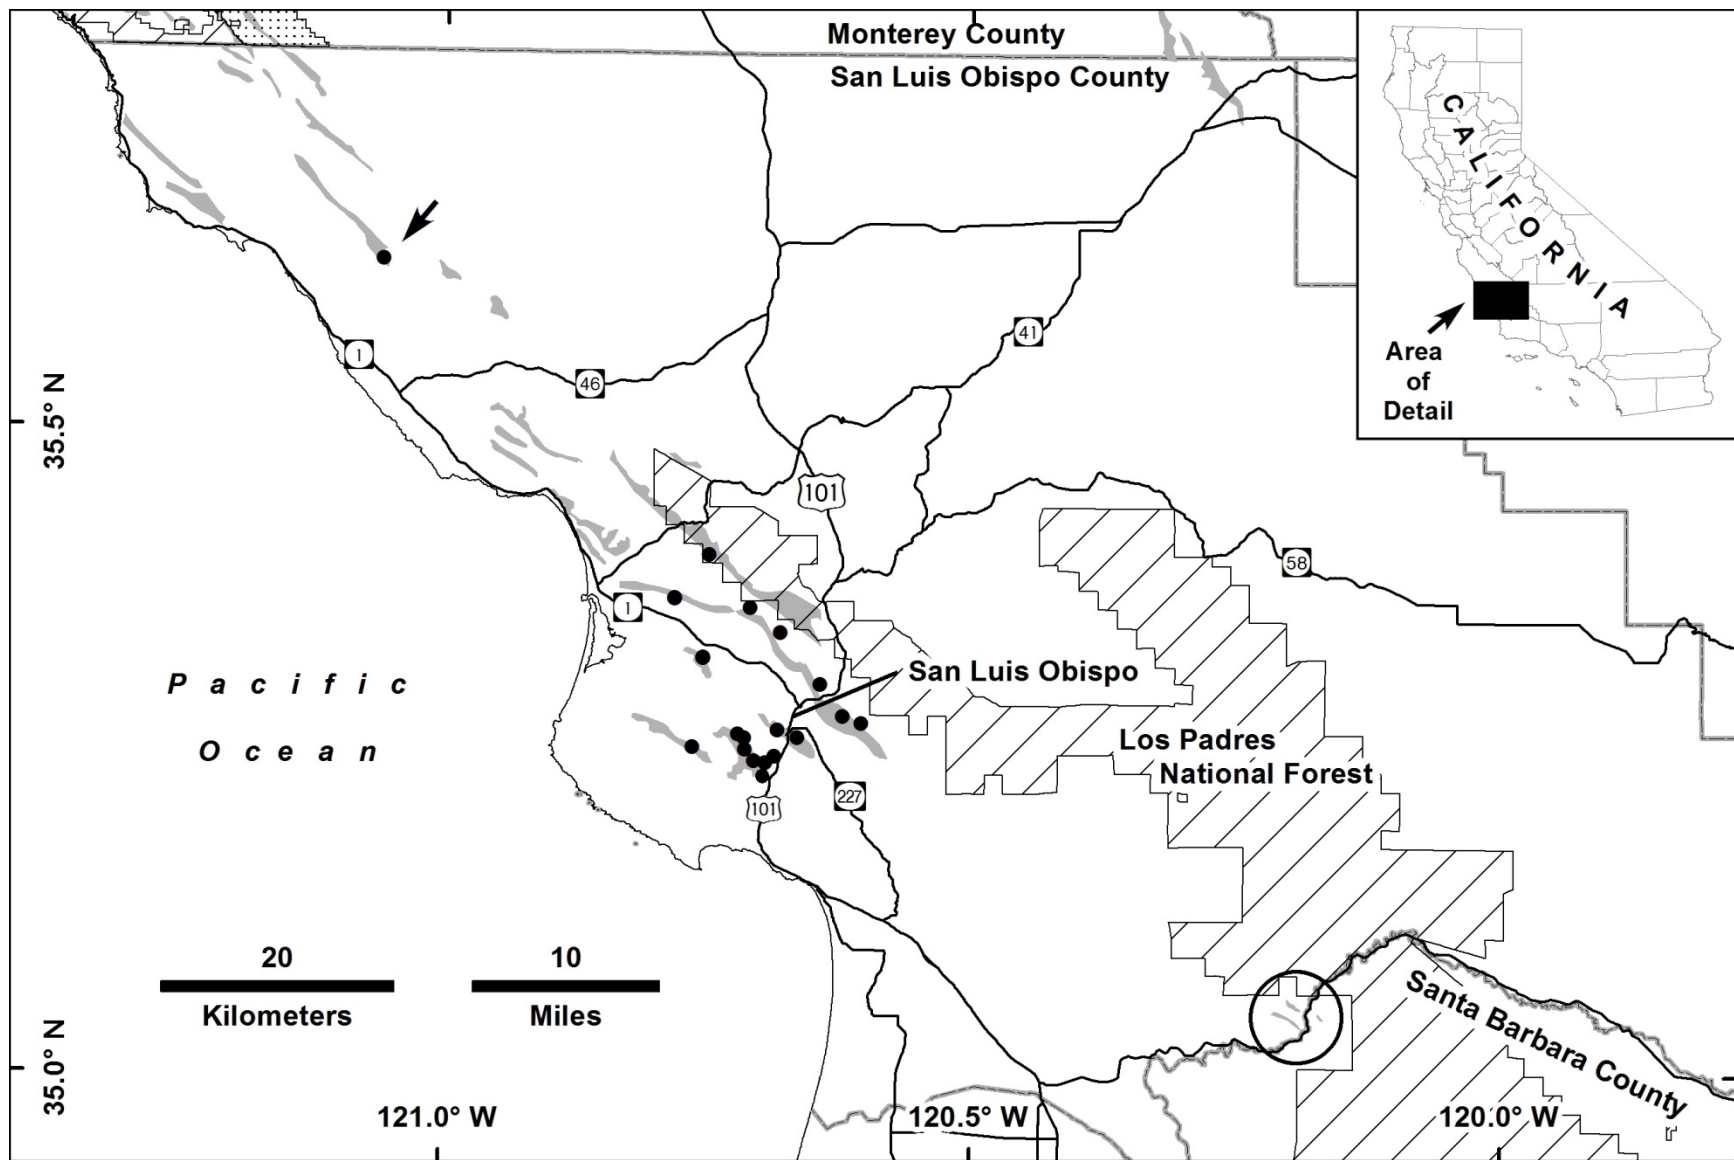 Monterey County
San Luis Obispo County
CALIFORNIA
Area
of
Detail
1
46
41
35.5° N
101
58
1
San Luis Obispo
Pacific
Ocean
Los Padres
National Forest
101
227
20
Kilometers
10
Miles
Santa Barbara County
35.0° N
121.0° W
120.5° W
120.0° W